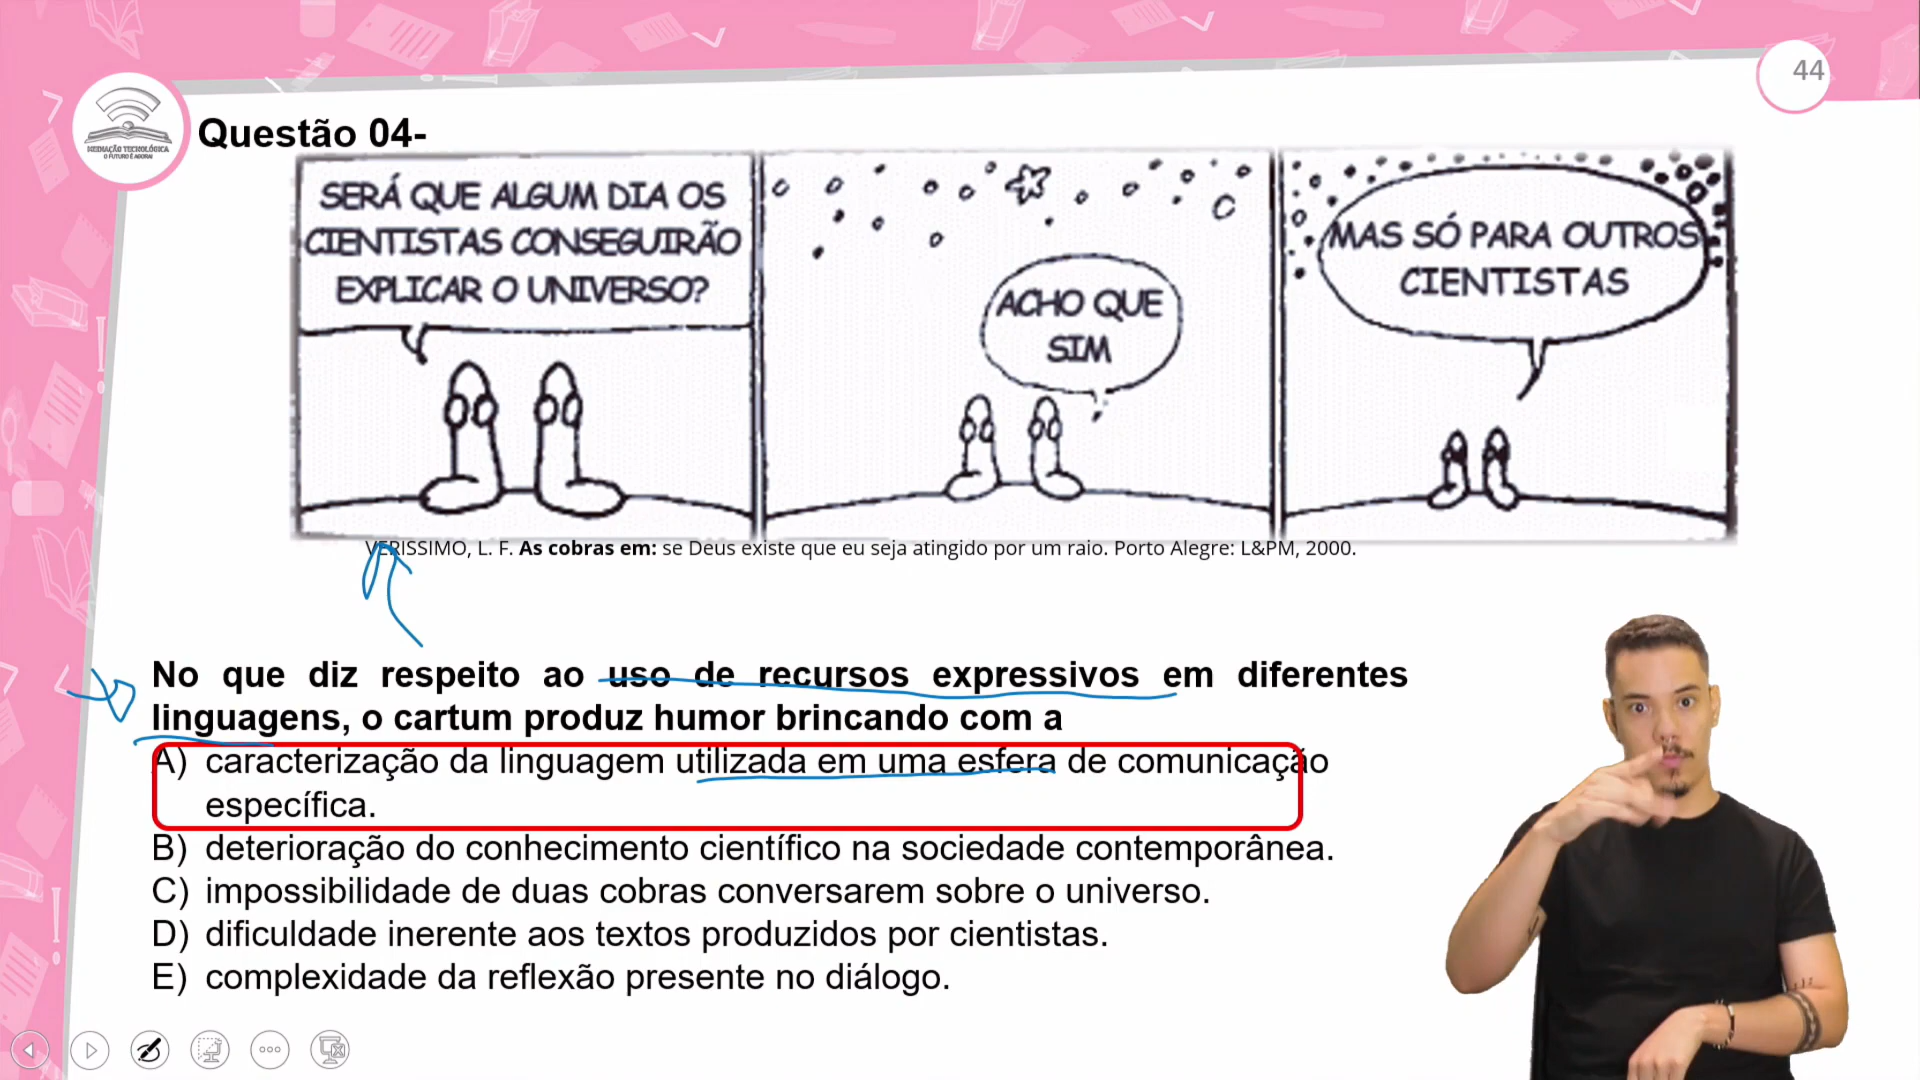 44
MEDIAÇÃO TECNOLÓGICA
O FUTURO É AGORA!
Questão 04-
SERÁ QUE ALGUM DIA OS
CIENTISTAS CONSEGUIRÃO
EXPLICAR O UNIVERSO?
ACHO QUE
SIM
MAS SÓ PARA OUTROS
CIENTISTAS
VERISSIMO, L. F. As cobras em: se Deus existe que eu seja atingido por um raio. Porto Alegre: L&PM, 2000.
No que diz respeito ao uso de recursos expressivos em diferentes
linguagens, o cartum produz humor brincando com a
A) caracterização da linguagem utilizada em uma esfera de comunicação
específica.
B) deterioração do conhecimento científico na sociedade contemporânea.
C) impossibilidade de duas cobras conversarem sobre o universo.
D) dificuldade inerente aos textos produzidos por cientistas.
E) complexidade da reflexão presente no diálogo.